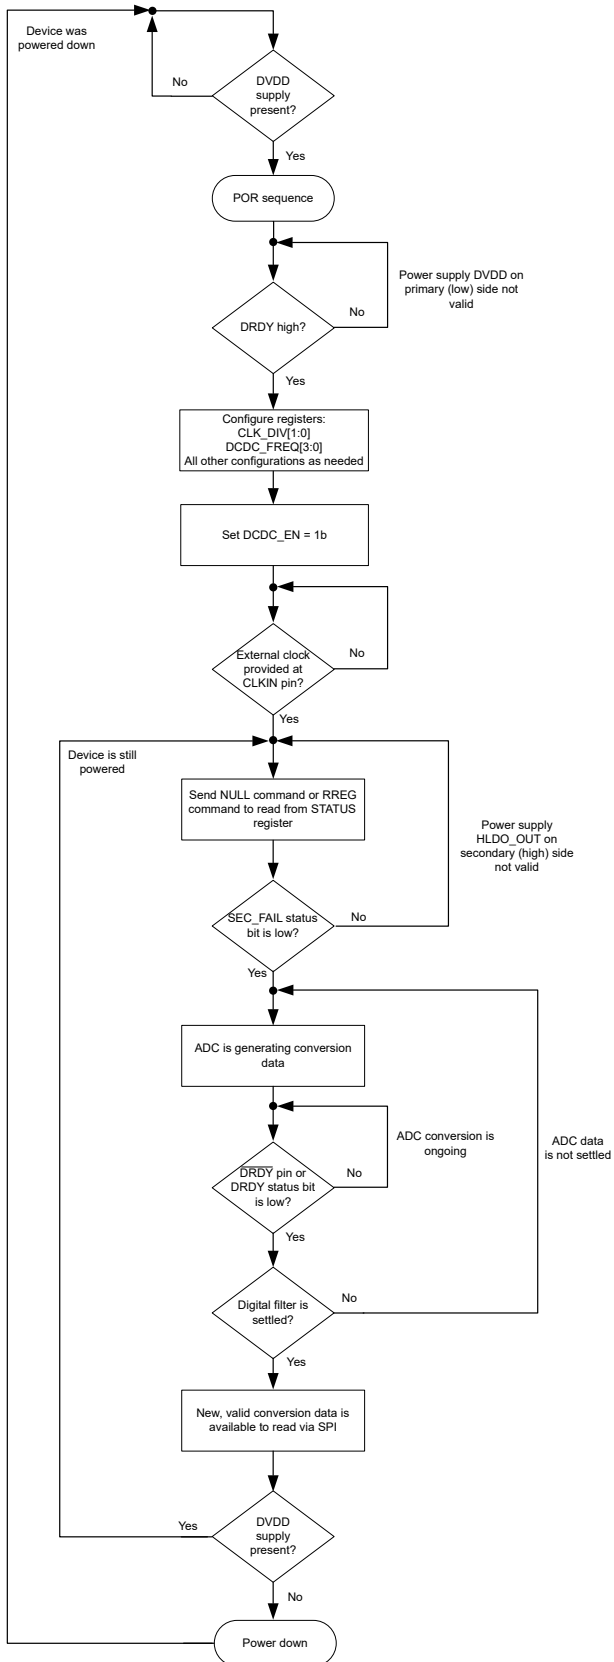 Device was
powered down
No
DVDD
supply
present?
Yes
POR sequence
Power supply DVDD on
primary (low) side not
valid
No
DRDY high?
Yes
Configure registers:
CLK_DIV[1:0]
DCDC_FREQ[3:0]
All other configurations as needed
Set DCDC_EN = 1b
No
External clock
provided at
CLKIN pin?
Yes
Device is still
powered
Send NULL command or RREG
command to read from STATUS
register
Power supply
HLDO_OUT on
secondary (high) side
not valid
SEC_FAIL status
bit is low?
No
Yes
ADC is generating conversion
data
ADC conversion is
ongoing
ADC data
is not settled
DRDY pin or
DRDY status bit
is low?
No
Yes
Digital filter is
settled?
No
Yes
New, valid conversion data is
available to read via SPI
Yes
DVDD
supply
present?
No
Power down